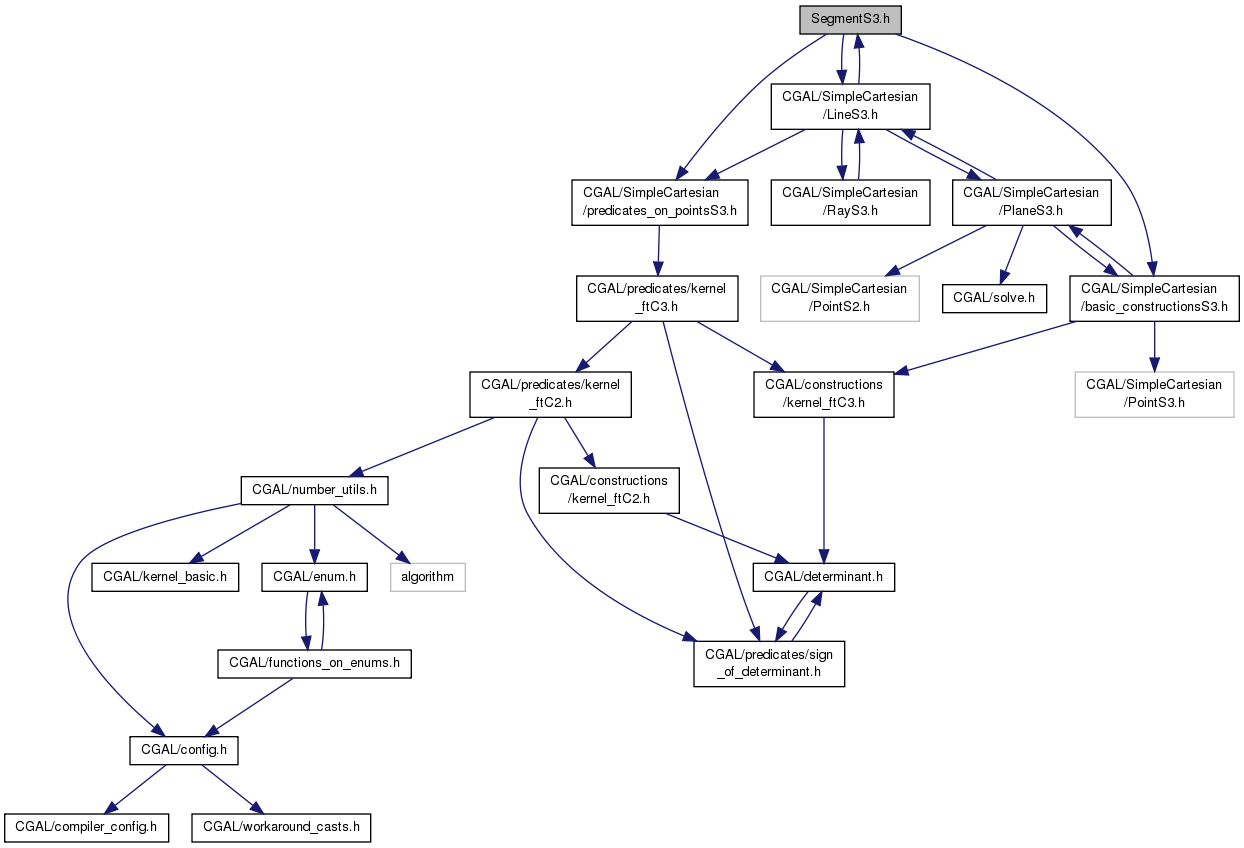 SegmentS3.h
CGAL/SimpleCartesian
/LineS3.h
CGAL/SimpleCartesian
/predicates_on_pointsS3.h
CGAL/SimpleCartesian
/RayS3.h
CGAL/SimpleCartesian
/PlaneS3.h
CGAL/predicates/kernel
_ftC3.h
CGAL/SimpleCartesian
/PointS2.h
CGAL/solve.h
CGAL/SimpleCartesian
/basic_constructionsS3.h
CGAL/predicates/kernel
_ftC2.h
CGAL/constructions
/kernel_ftC3.h
CGAL/SimpleCartesian
/PointS3.h
CGAL/number_utils.h
CGAL/constructions
/kernel_ftC2.h
CGAL/kernel_basic.h
CGAL/enum.h
algorithm
CGAL/determinant.h
CGAL/functions_on_enums.h
CGAL/predicates/sign
_of_determinant.h
CGAL/config.h
CGAL/compiler_config.h
CGAL/workaround_casts.h